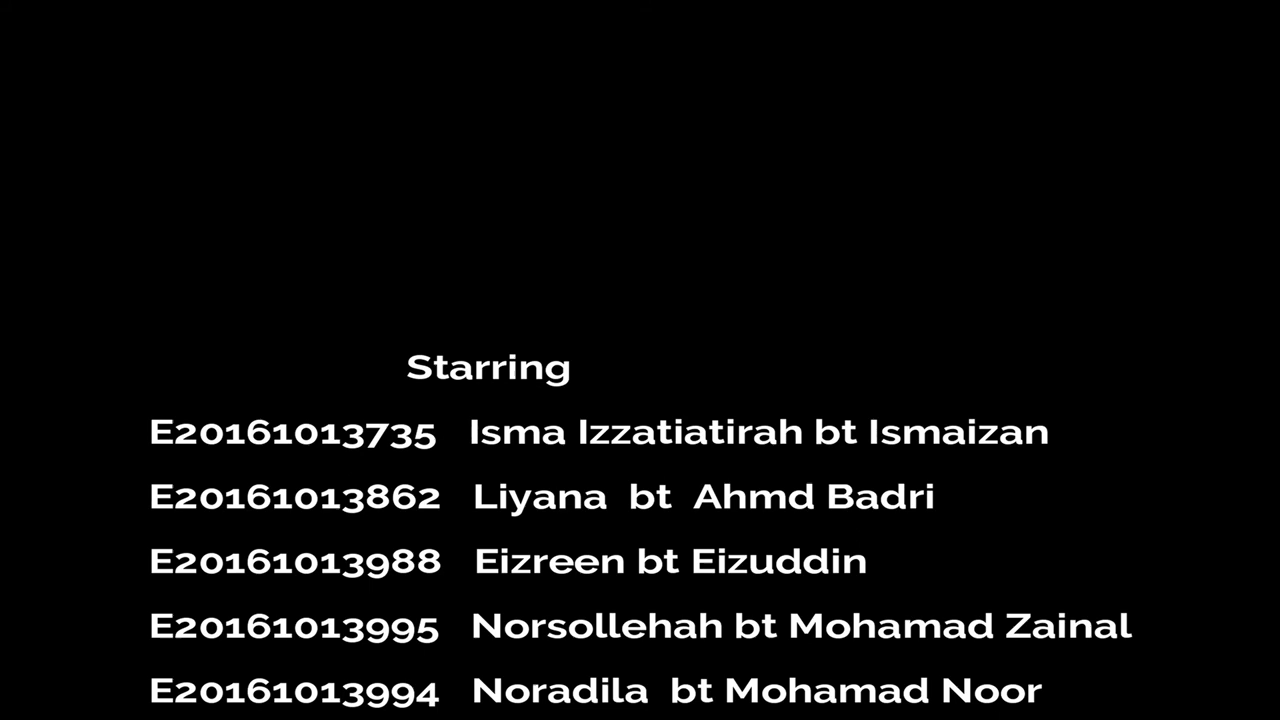 Starring
E20161013735 Isma Izzatiatirah bt Ismaizan
E20161013862 Liyana bt Ahmd Badri
E20161013988 Eizreen bt Eizuddin
E20161013995 Norsollehah bt Mohamad Zainal
E20161013994 Noradila bt Mohamad Noor